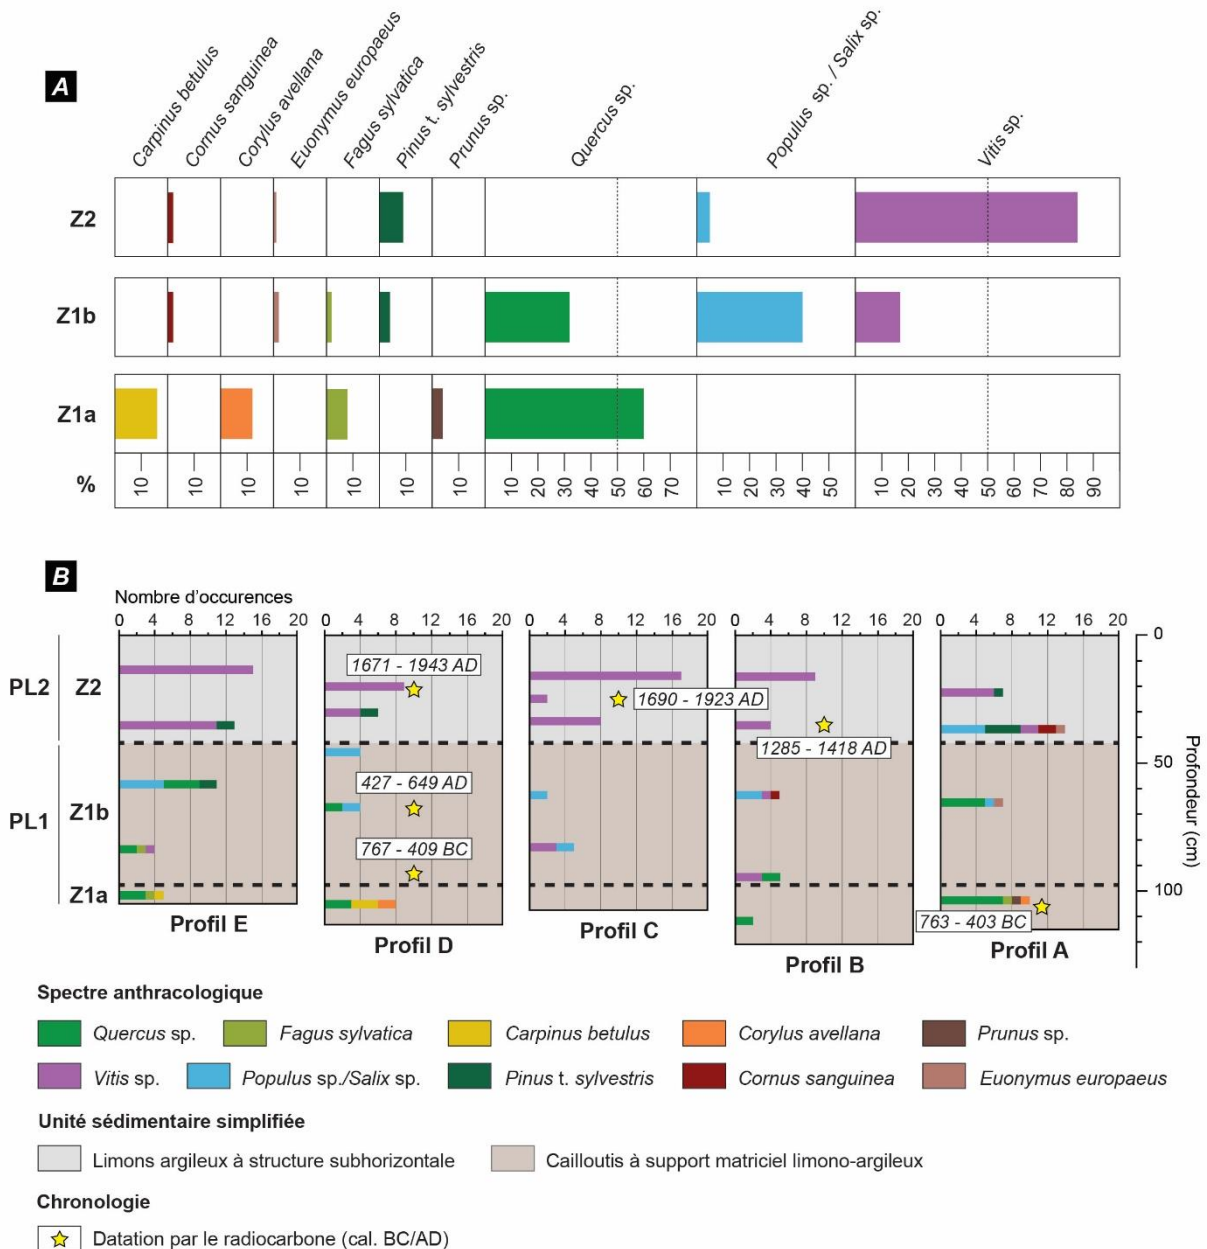 A
Carpinus betulus
Cornus sanguinea
Corylus avellana
Euonymus europaeus
Fagus sylvatica
Pinus t. sylvestris
Prunus sp.
Quercus sp.
Populus sp. / Salix sp.
Vitis sp.
Z2
Z1b
Z1a
% 10 10 10 10 10 10 10 10 20 30 40 50 60 70 10 20 30 40 50 10 20 30 40 50 60 70 80 90
B
Nombre d'occurences
0 4 8 12 16 20 0 4 8 12 16 20 0 4 8 12 16 20 0 4 8 12 16 20 0 4 8 12 16 20
0
PL2 Z2
1671 - 1943 AD
1690 - 1923 AD
1285 - 1418 AD
50
Profondeur (cm)
427 - 649 AD
PL1 Z1b
767 - 409 BC
Z1a
100
763 - 403 BC
Profil E
Profil D
Profil C
Profil B
Profil A
Spectre anthracologique
Quercus sp. Fagus sylvatica Carpinus betulus Corylus avellana Prunus sp.
Vitis sp. Populus sp./Salix sp. Pinus t. sylvestris Cornus sanguinea Euonymus europaeus
Unité sédimentaire simplifiée
Limons argileux à structure subhorizontale Cailloutis à support matriciel limono-argileux
Chronologie
Datation par le radiocarbone (cal. BC/AD)